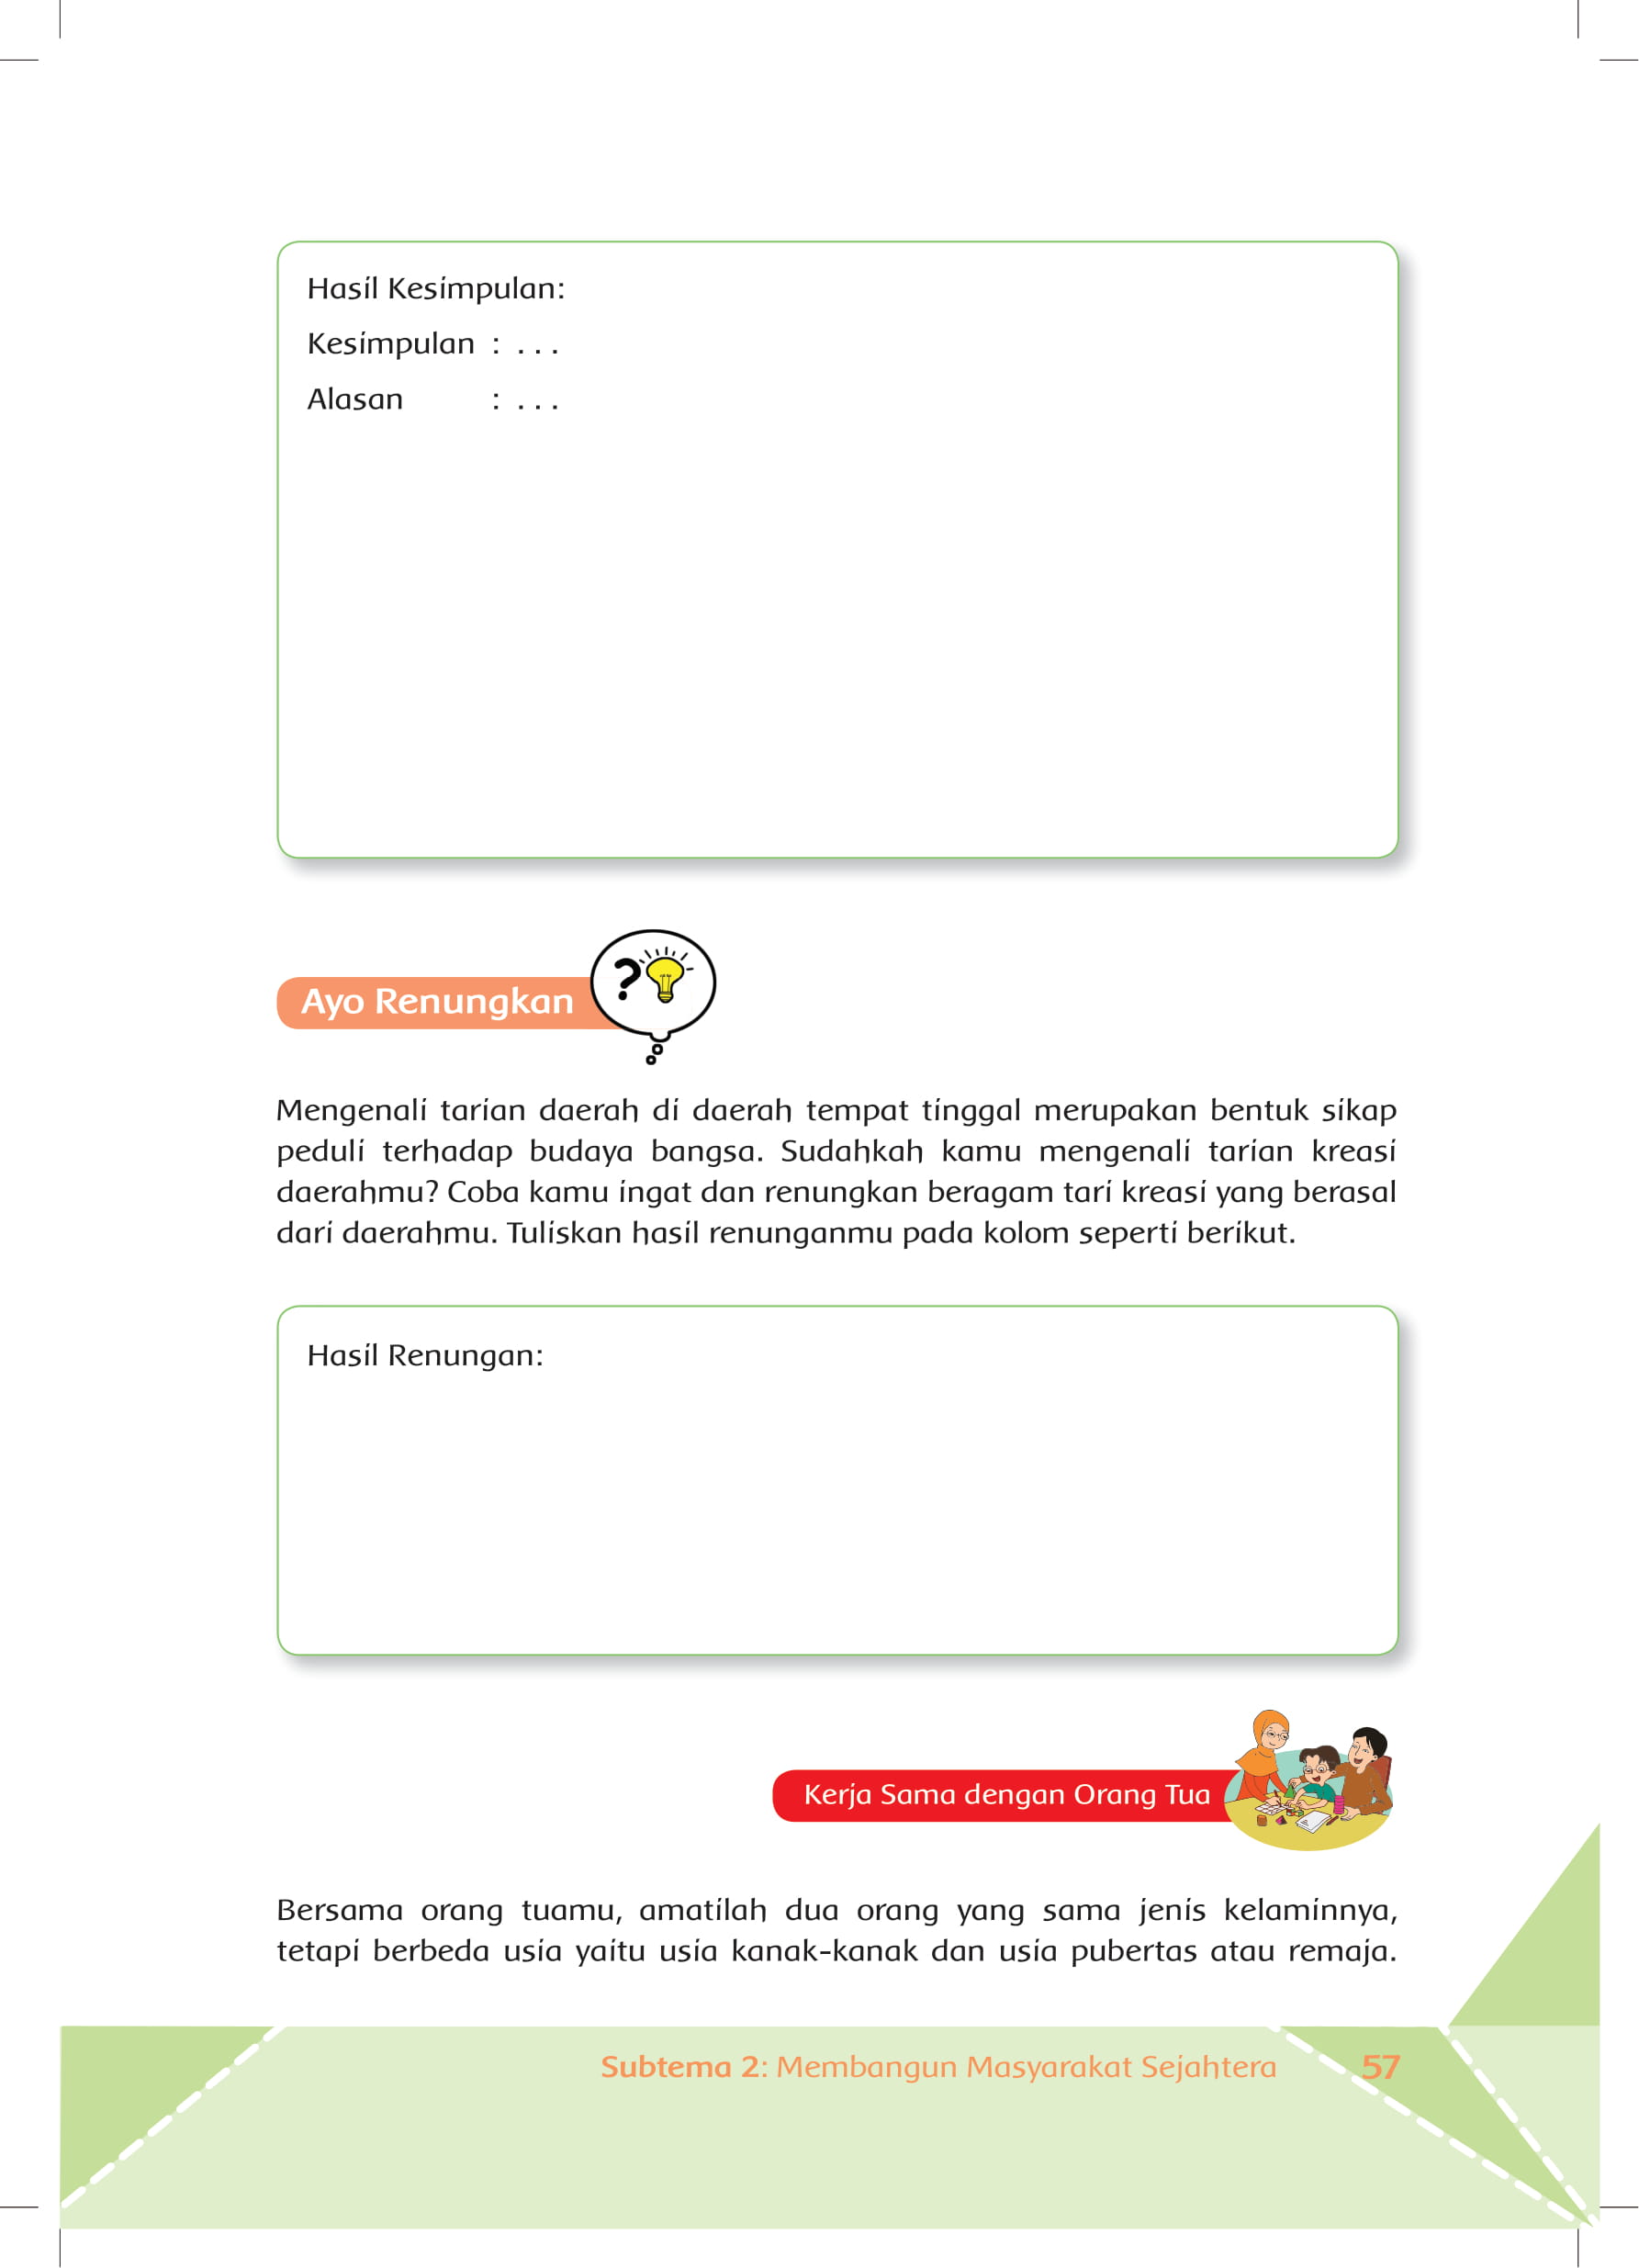 Hasil Kesimpulan:
Kesimpulan : . . .
Alasan : . . .
Ayo Renungkan
?
Mengenali tarian daerah di daerah tempat tinggal merupakan bentuk sikap
peduli terhadap budaya bangsa. Sudahkah kamu mengenali tarian kreasi
daerahmu? Coba kamu ingat dan renungkan beragam tari kreasi yang berasal
dari daerahmu. Tuliskan hasil renunganmu pada kolom seperti berikut.
Hasil Renungan:
Kerja Sama dengan Orang Tua
Bersama orang tuamu, amatilah dua orang yang sama jenis kelaminnya,
tetapi berbeda usia yaitu usia kanak-kanak dan usia pubertas atau remaja.
Subtema 2: Membangun Masyarakat Sejahtera 57